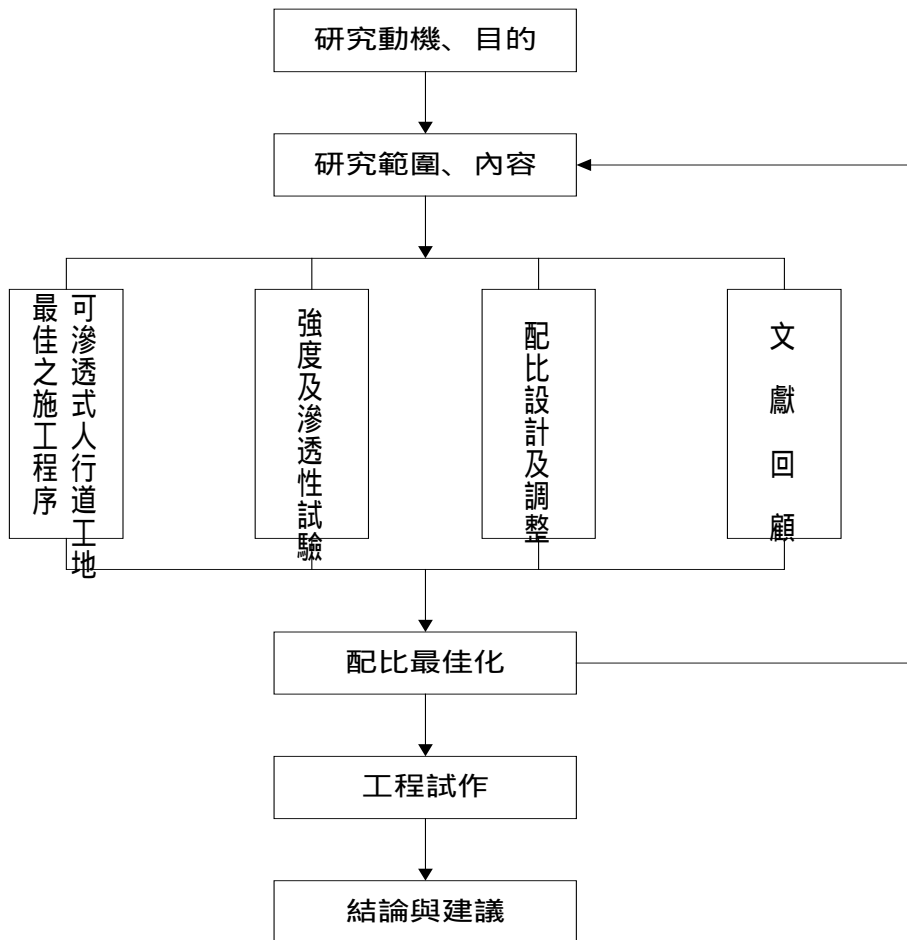 研究動機、目的
研究範圍、內容
可滲透式人行道工地
最佳之施工程序
強度及滲透性試驗
配比設計及調整
文獻回顧
配比最佳化
工程試作
結論與建議